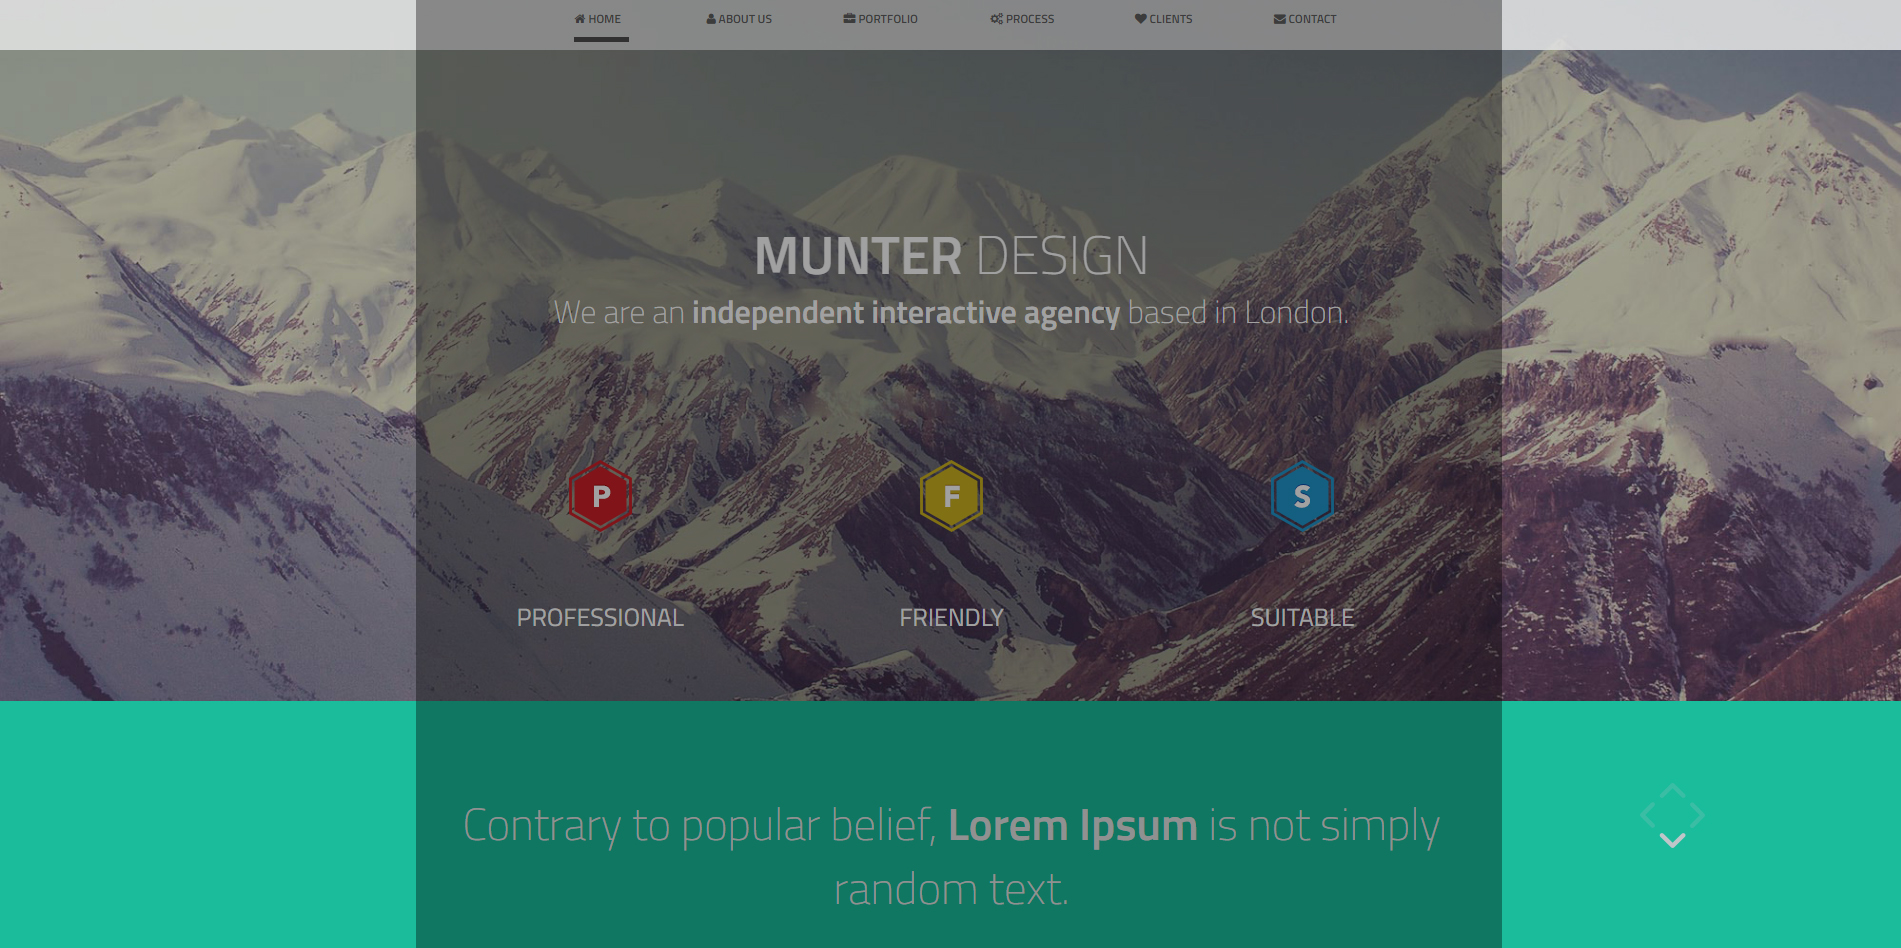 HOME ABOUT US PORTFOLIO PROCESS CLIENTS CONTACT
MUNTER DESIGN
We are an independent interactive agency based in London.
P F S
PROFESSIONAL FRIENDLY SUITABLE
Contrary to popular belief, Lorem Ipsum is not simply
random text.